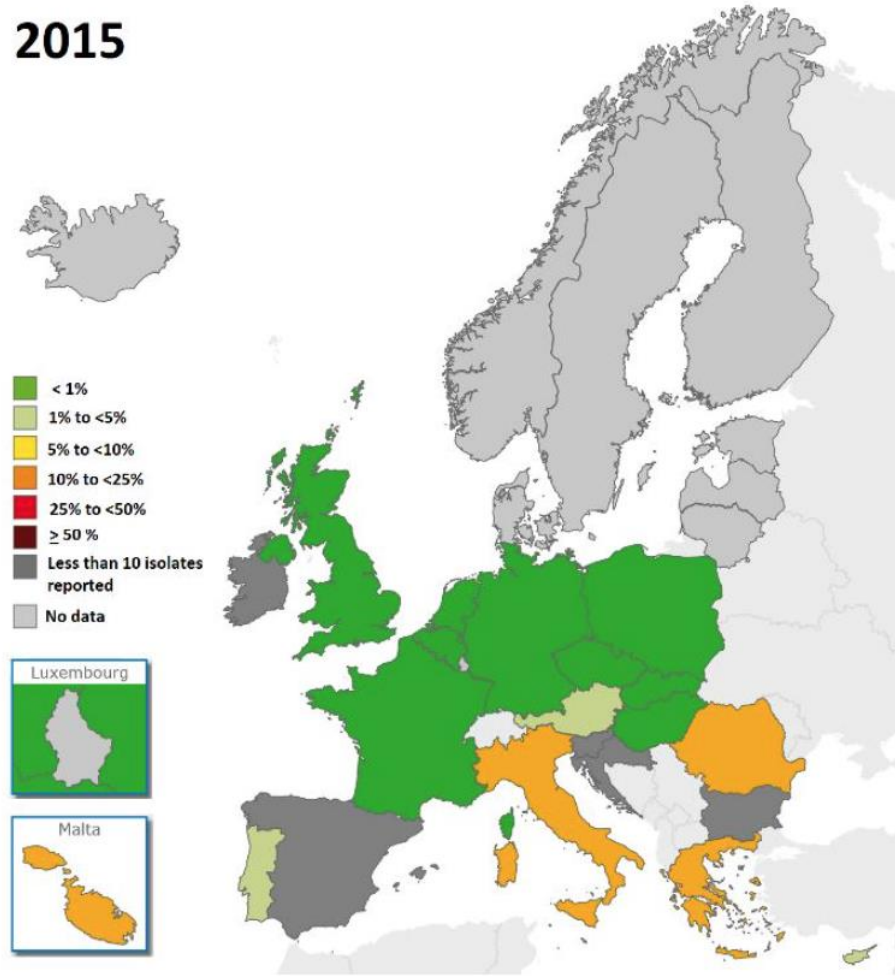 2015
< 1%
1% to <5%
5% to <10%
10% to <25%
25% to <50%
≥ 50 %
Less than 10 isolates
reported
No data
Luxembourg
Malta